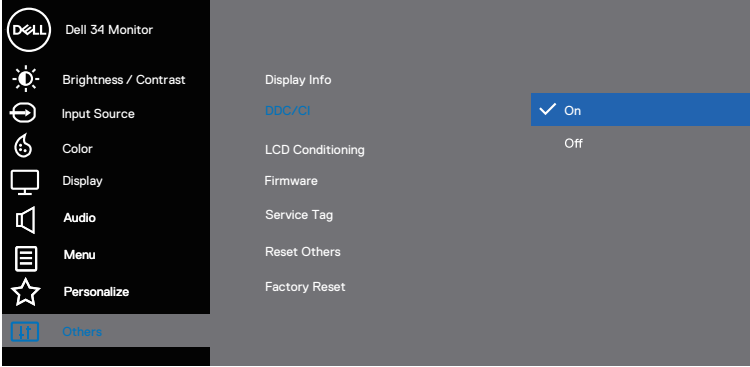 DELL
Dell 34 Monitor
Brightness / Contrast
Input Source
Color
Display
Audio
Menu
Personalize
Others
Display Info
DDC/CI
LCD Conditioning
Firmware
Service Tag
Reset Others
Factory Reset
On
Off